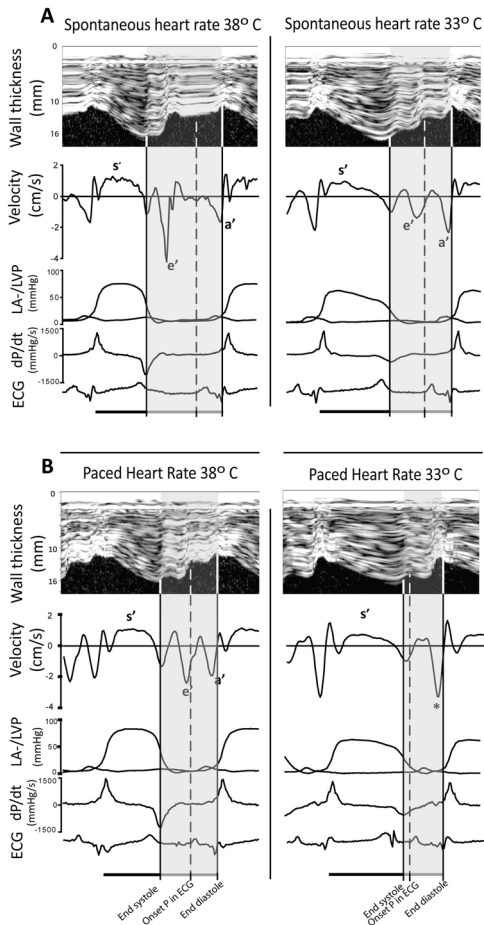 A
Spontaneous heart rate 38º C
Spontaneous heart rate 33º C
Wall thickness
(mm)
0
10
16
Velocity
(cm/s)
2
0
-2
-4
s'
e'
a'
s'
e'
a'
LA-/LVP
(mmHg)
100
50
0
dP/dt
(mmHg/s)
1500
0
-1500
ECG
B
Paced Heart Rate 38º C
Paced Heart Rate 33º C
Wall thickness
(mm)
0
10
16
Velocity
(cm/s)
2
0
-2
-4
s'
e'
a'
s'
*
LA-/LVP
(mmHg)
100
50
0
dP/dt
(mmHg/s)
1500
0
-1500
ECG
End systole
Onset P in ECG
End diastole
End systole
Onset P in ECG
End diastole